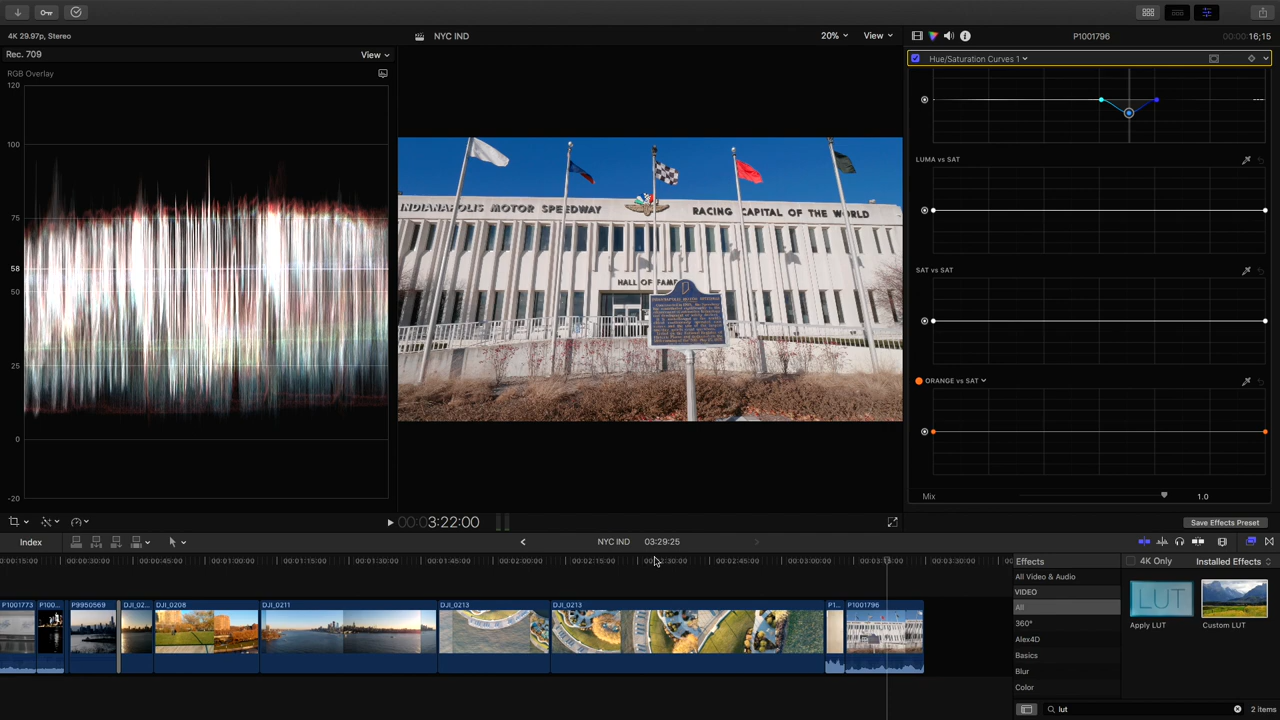 4K 29.97p, Stereo
NYC IND
20%
View
P1001796
00:00:16;15
Rec. 709
View
Hue/Saturation Curves 1
RGB Overlay
120
100
75
58
50
25
0
-20
INDIANAPOLIS MOTOR SPEEDWAY
RACING CAPITAL OF THE WORLD
HALL OF FAME
LUMA vs SAT
SAT vs SAT
ORANGE vs SAT
Mix
1.0
00:03:22:00
Save Effects Preset
Index
NYC IND
03:29:25
00:00:15:00
00:00:30:00
00:00:45:00
00:01:00:00
00:01:15:00
00:01:30:00
00:01:45:00
00:02:00:00
00:02:15:00
00:02:30:00
00:02:45:00
00:03:00:00
00:03:15:00
00:03:30:00
Effects
4K Only
Installed Effects
All Video & Audio
VIDEO
All
360°
Alex4D
Basics
Blur
Color
LUT
Apply LUT
Custom LUT
P1001773
P100...
P9950569
DJI_02...
DJI_0208
DJI_0211
DJI_0213
DJI_0213
P1...
P1001796
lut
2 items